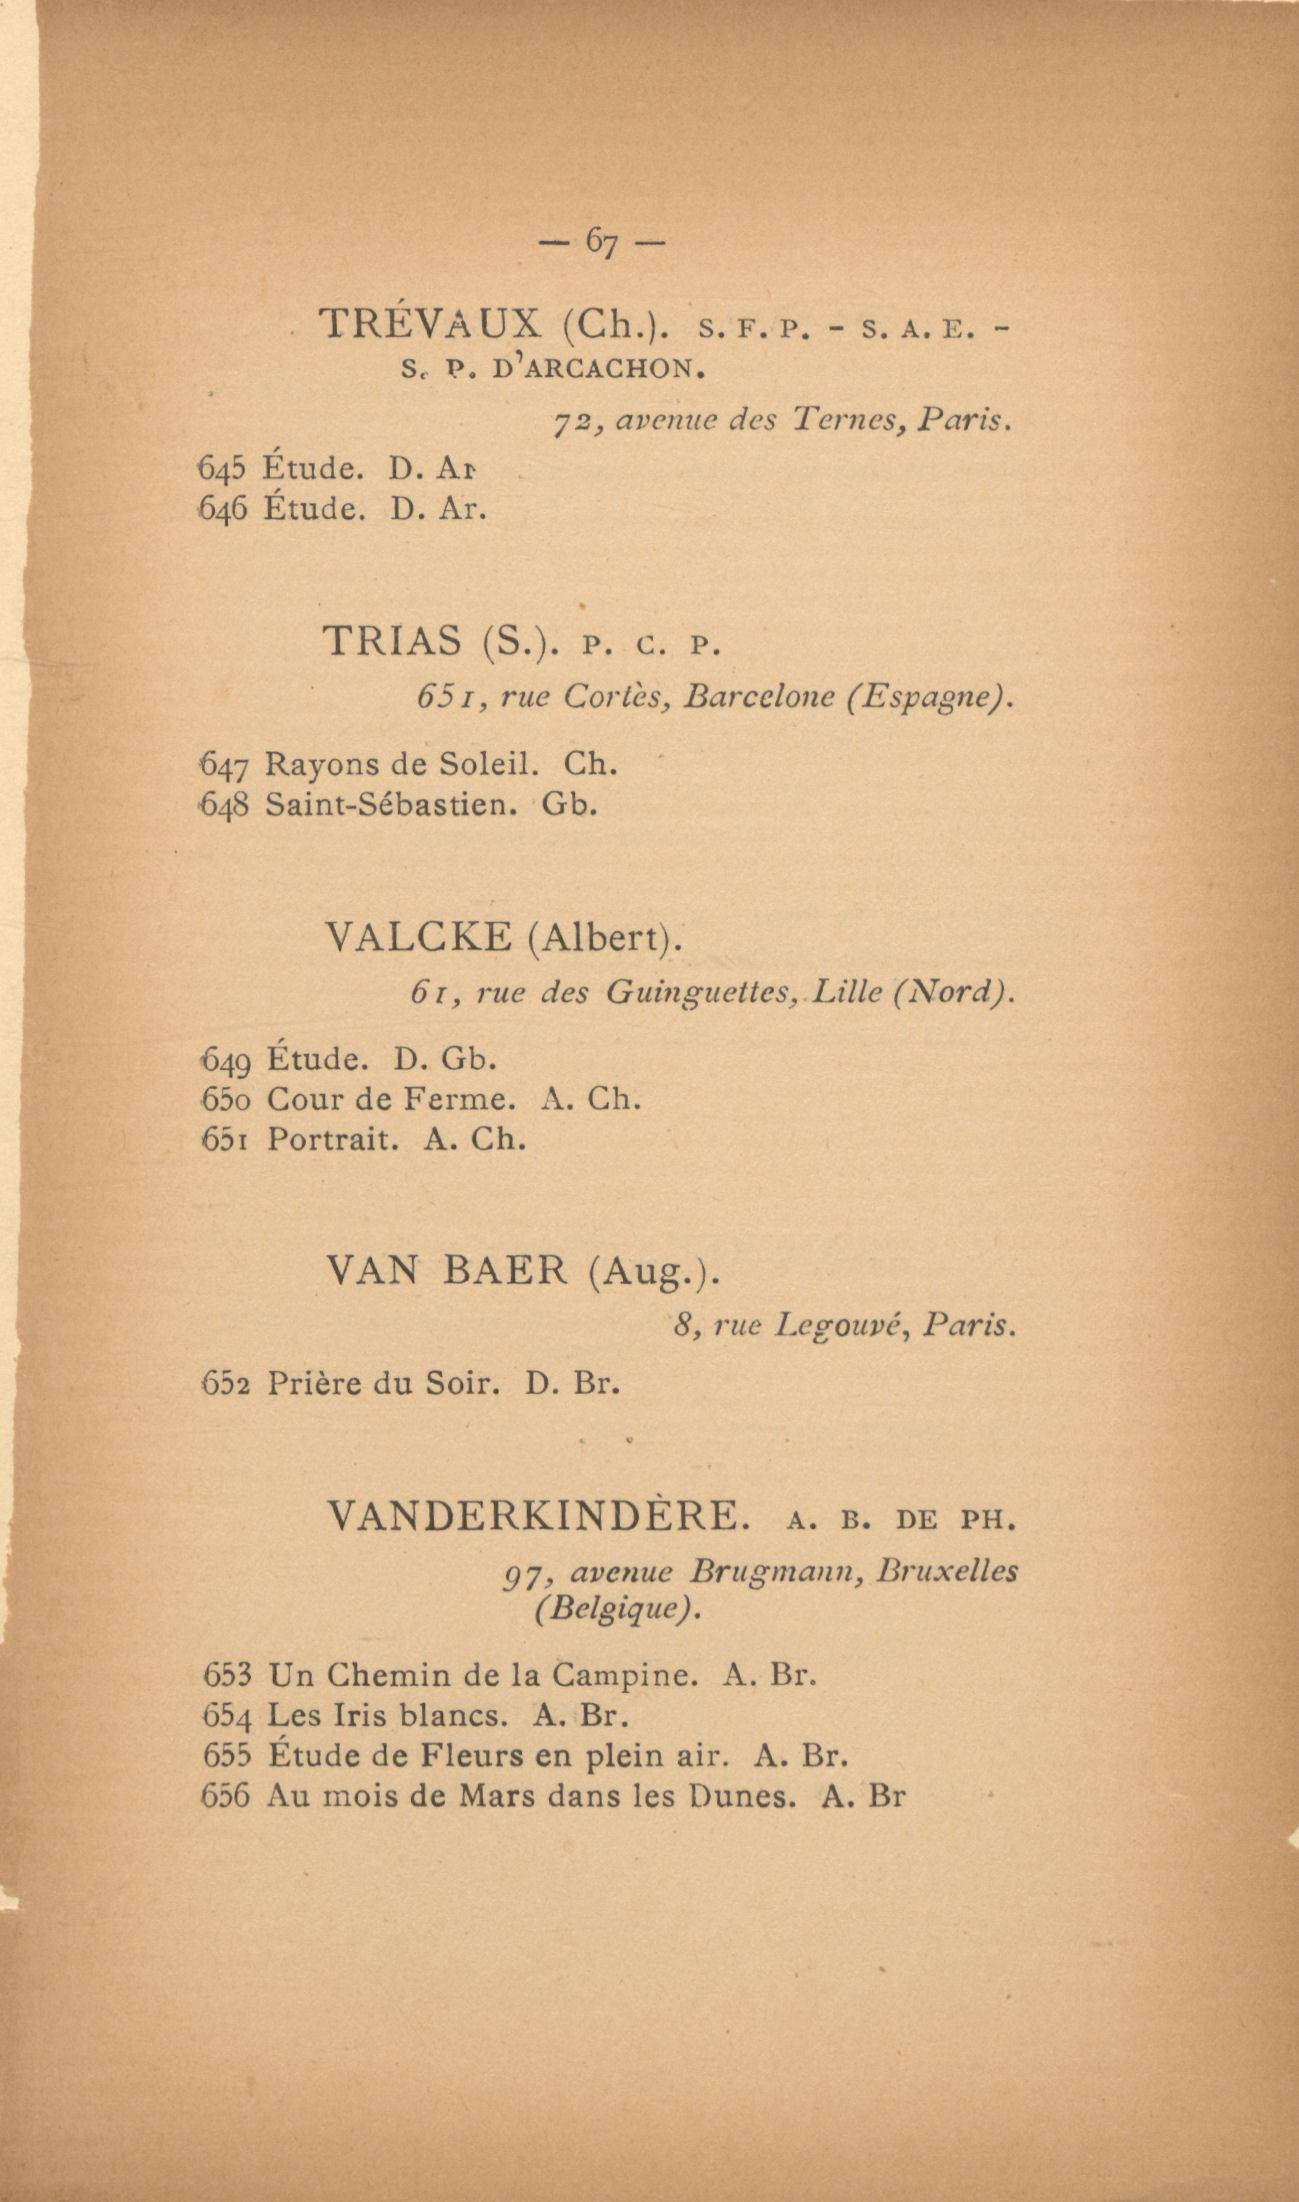 — 67 —
TRÉVAUX (Ch.). S. F. P. - S. A. E. -
S. P. D'ARCACHON.
72, avenue des Ternes, Paris.
645 Étude. D. Ar
646 Étude. D. Ar.
TRIAS (S.). P. C. P.
651, rue Cortès, Barcelone (Espagne).
647 Rayons de Soleil. Ch.
648 Saint-Sébastien. Gb.
VALCKE (Albert).
61, rue des Guinguettes, Lille (Nord).
649 Étude. D. Gb.
650 Cour de Ferme. A. Ch.
651 Portrait. A. Ch.
VAN BAER (Aug.).
8, rue Legouvé, Paris.
652 Prière du Soir. D. Br.
VANDERKINDÈRE. A. B. DE PH.
97, avenue Brugmann, Bruxelles
(Belgique).
653 Un Chemin de la Campine. A. Br.
654 Les Iris blancs. A. Br.
655 Étude de Fleurs en plein air. A. Br.
656 Au mois de Mars dans les Dunes. A. Br